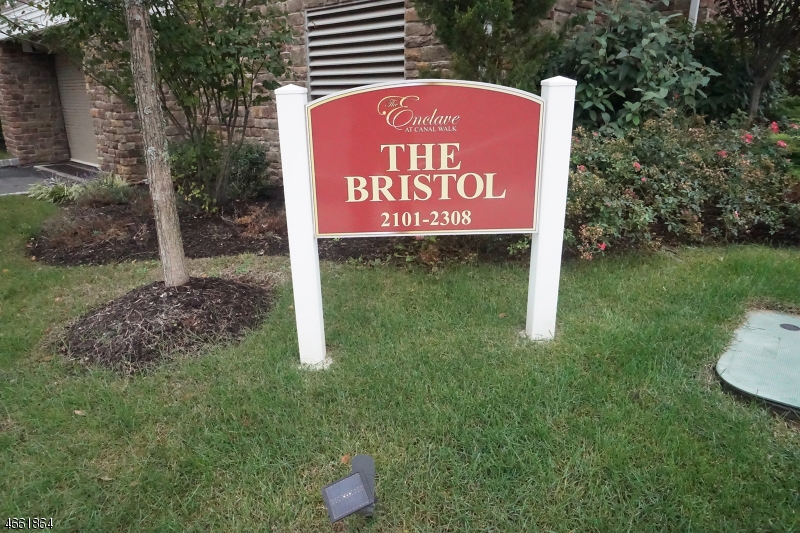 The
Enclave
AT CANAL WALK
THE
BRISTOL
2101-2308
4661864